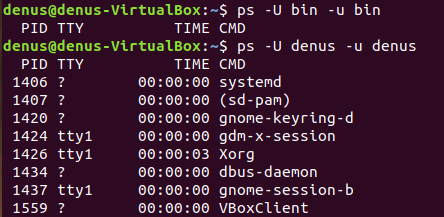 denus@denus-VirtualBox:~$ ps -U bin -u bin
PID TTY TIME CMD
denus@denus-VirtualBox:~$ ps -U denus -u denus
PID TTY TIME CMD
1406 ? 00:00:00 systemd
1407 ? 00:00:00 (sd-pam)
1420 ? 00:00:00 gnome-keyring-d
1424 tty1 00:00:00 gdm-x-session
1426 tty1 00:00:03 Xorg
1434 ? 00:00:00 dbus-daemon
1437 tty1 00:00:00 gnome-session-b
1559 ? 00:00:00 VBoxClient